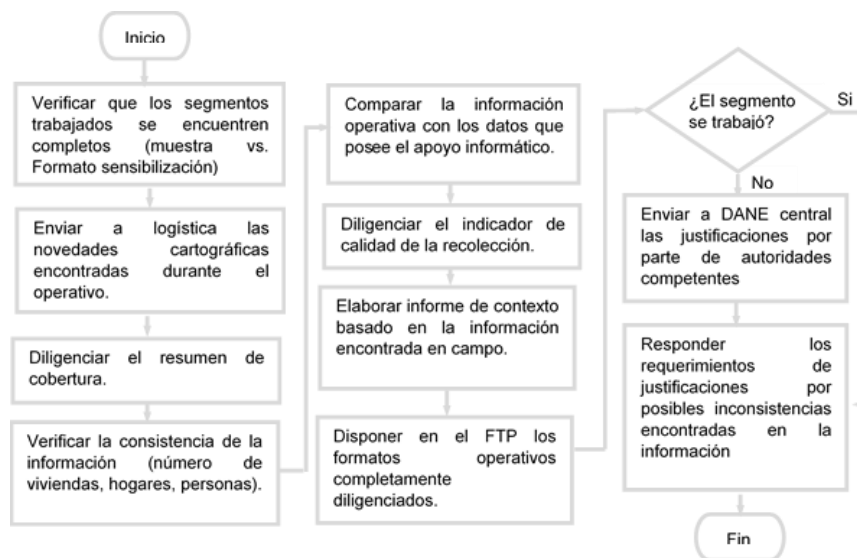 Inicio
Verificar que los segmentos
trabajados se encuentren
completos (muestra vs.
Formato sensibilización)
Enviar a logística las
novedades cartográficas
encontradas durante el
operativo.
Diligenciar el resumen de
cobertura.
Verificar la consistencia de la
información (número de
viviendas, hogares, personas).
Comparar la información
operativa con los datos que
posee el apoyo informático.
Diligenciar el indicador de
calidad de la recolección.
Elaborar informe de contexto
basado en la información
encontrada en campo.
Disponer en el FTP los
formatos operativos
completamente
diligenciados.
¿El segmento
se trabajó?
Si
No
Enviar a DANE central
las justificaciones por
parte de autoridades
competentes
Responder los
requerimientos de
justificaciones por
posibles inconsistencias
encontradas en la
información
Fin